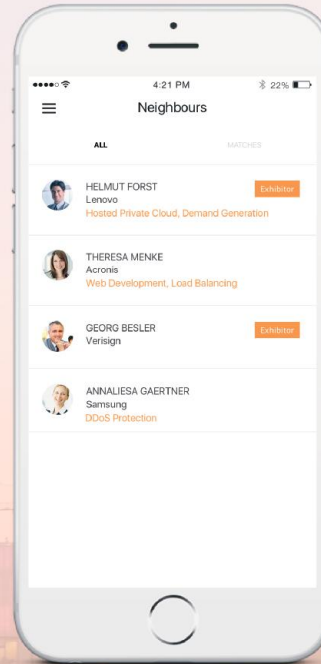 4:21 PM
22%
Neighbours
ALL
MATCHES
HELMUT FORST
Exhibitor
Lenovo
Hosted Private Cloud, Demand Generation
THERESA MENKE
Acronis
Web Development, Load Balancing
GEORG BESLER
Exhibitor
Verisign
ANNALIESA GAERTNER
Samsung
DDoS Protection